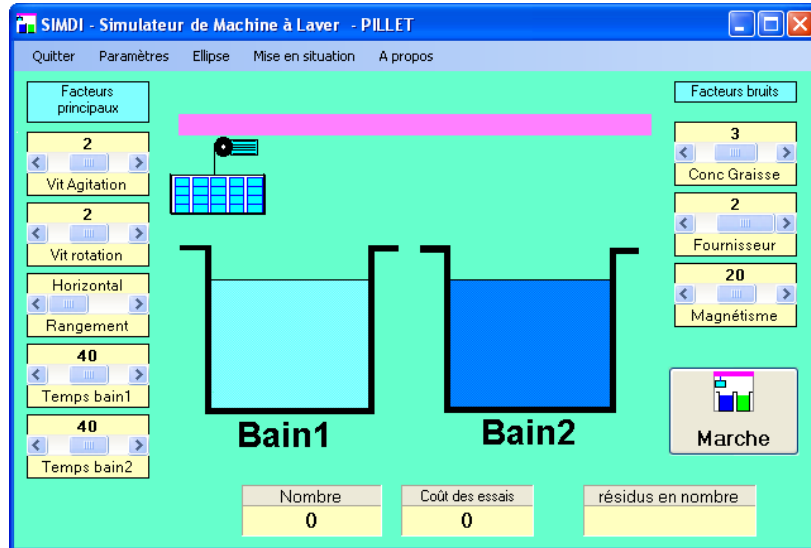 SIMDI - Simulateur de Machine à Laver - PILLET
Quitter Paramètres Ellipse Mise en situation A propos
Facteurs
principaux
2
Vit Agitation
2
Vit rotation
Horizontal
Rangement
40
Temps bain1
40
Temps bain2
Bain1
Bain2
Facteurs bruits
3
Conc Graisse
2
Fournisseur
20
Magnétisme
Marche
Nombre
0
Coût des essais
0
résidus en nombre